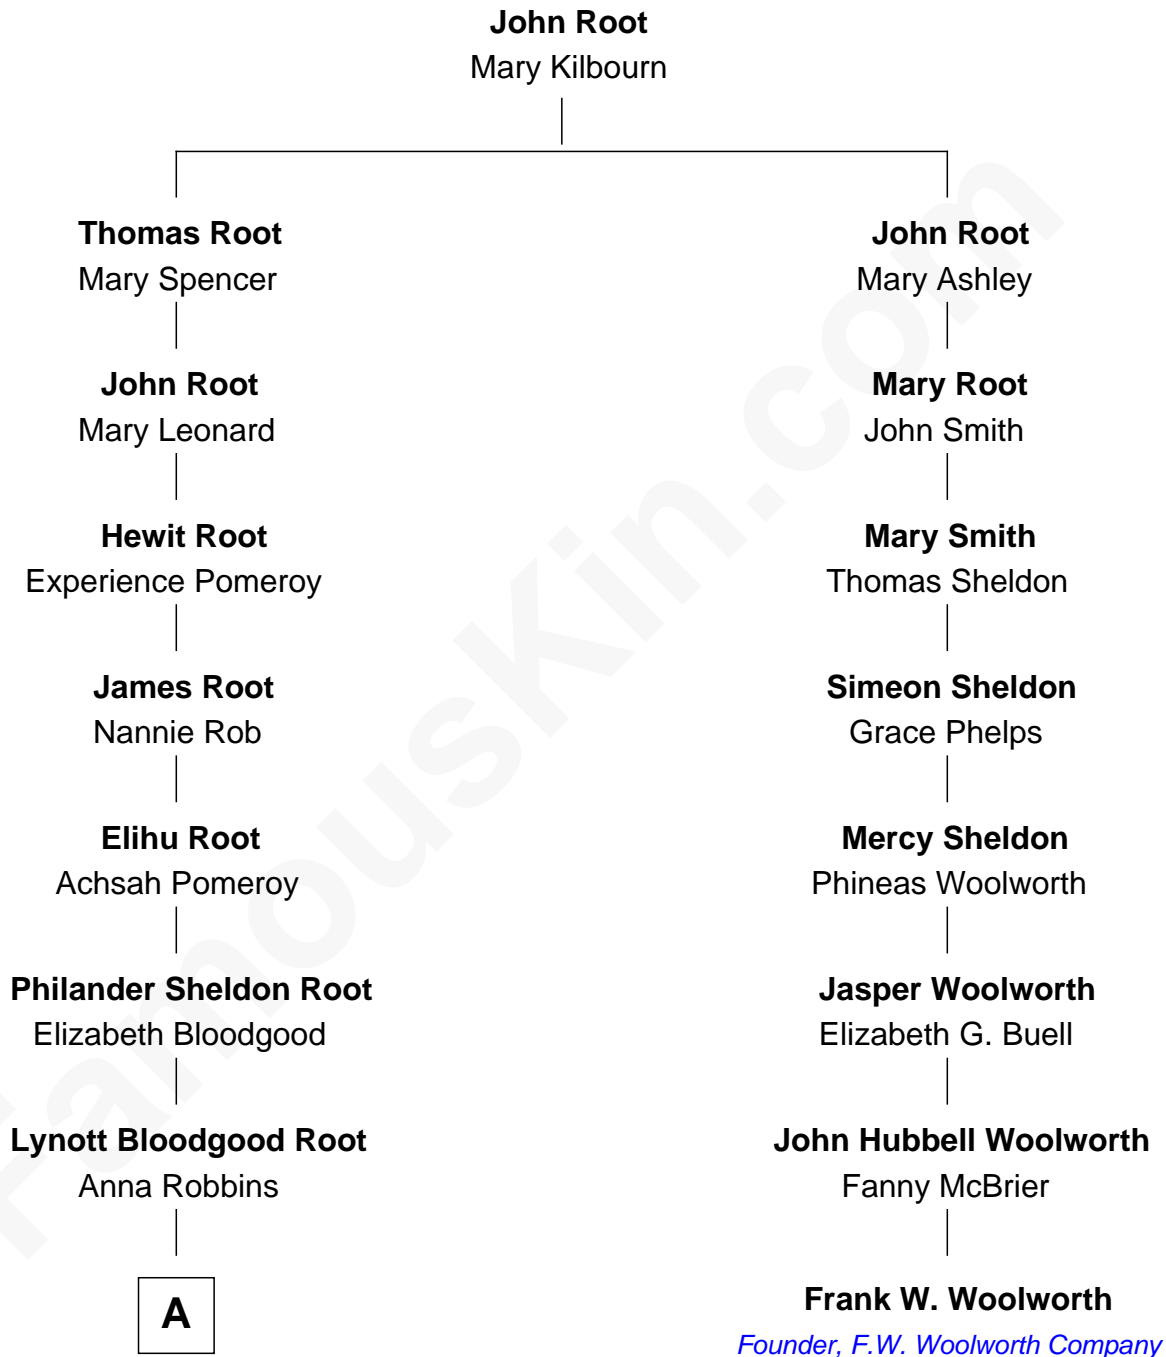 John Root
Mary Kilbourn
Thomas Root
Mary Spencer
John Root
Mary Ashley
John Root
Mary Leonard
Mary Root
John Smith
Hewit Root
Experience Pomeroy
Mary Smith
Thomas Sheldon
James Root
Nannie Rob
Simeon Sheldon
Grace Phelps
Elihu Root
Achsah Pomeroy
Mercy Sheldon
Phineas Woolworth
Philander Sheldon Root
Elizabeth Bloodgood
Jasper Woolworth
Elizabeth G. Buell
Lynott Bloodgood Root
Anna Robbins
John Hubbell Woolworth
Fanny McBrier
A
Frank W. Woolworth
Founder, F.W. Woolworth Company
FamousKin.com